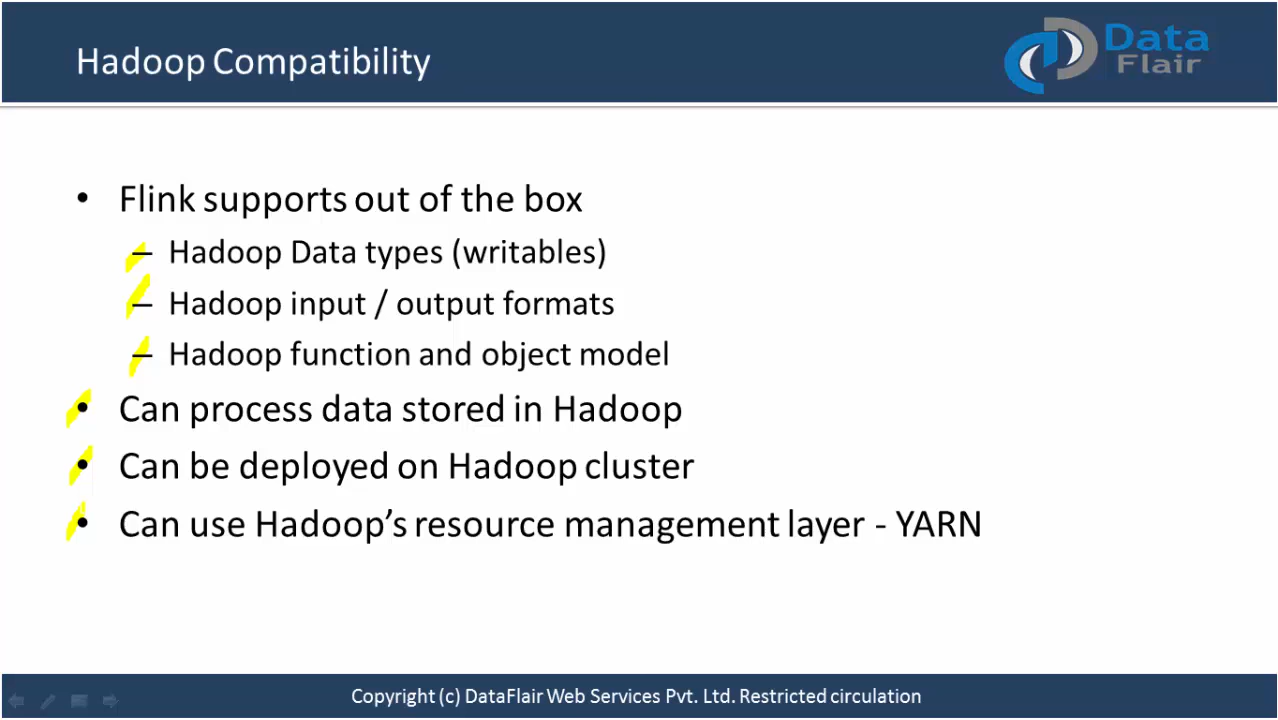 Hadoop Compatibility
Data
Flair
• Flink supports out of the box
– Hadoop Data types (writables)
– Hadoop input / output formats
– Hadoop function and object model
• Can process data stored in Hadoop
• Can be deployed on Hadoop cluster
• Can use Hadoop’s resource management layer - YARN
Copyright (c) DataFlair Web Services Pvt. Ltd. Restricted circulation